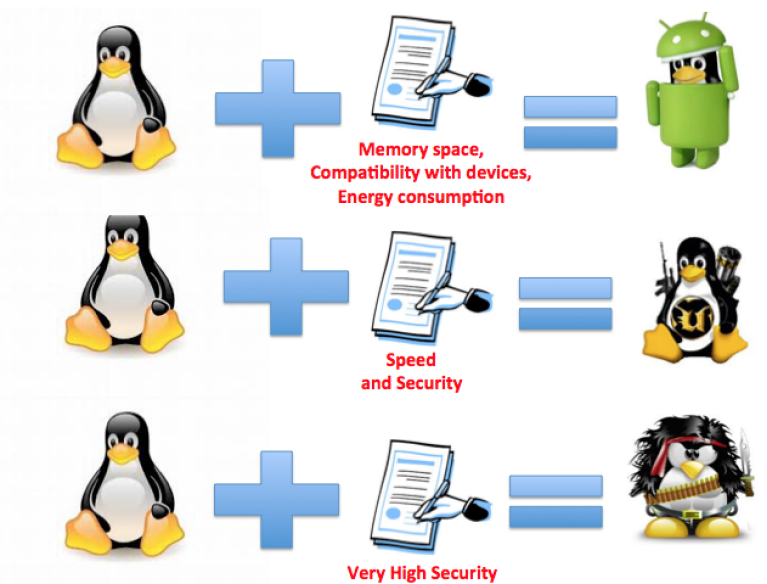 Memory space,
Compatibility with devices,
Energy consumption
Speed
and Security
Very High Security